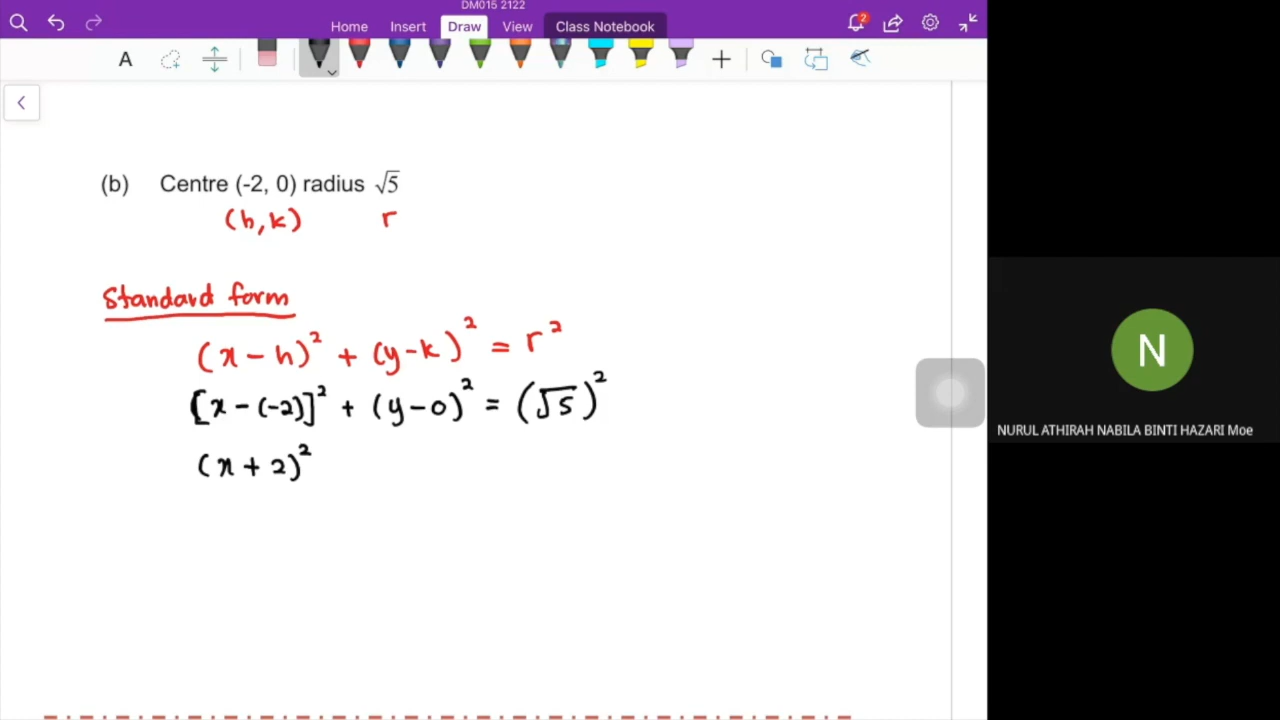 DM015 2122
Home Insert Draw View Class Notebook
2
A
(b) Centre (-2, 0) radius √5
(h, k) r
Standard form
(x - h)² + (y - k)² = r²
[x - (-2)]² + (y - 0)² = (√5)²
(x + 2)²
N
NURUL ATHIRAH NABILA BINTI HAZARI Moe